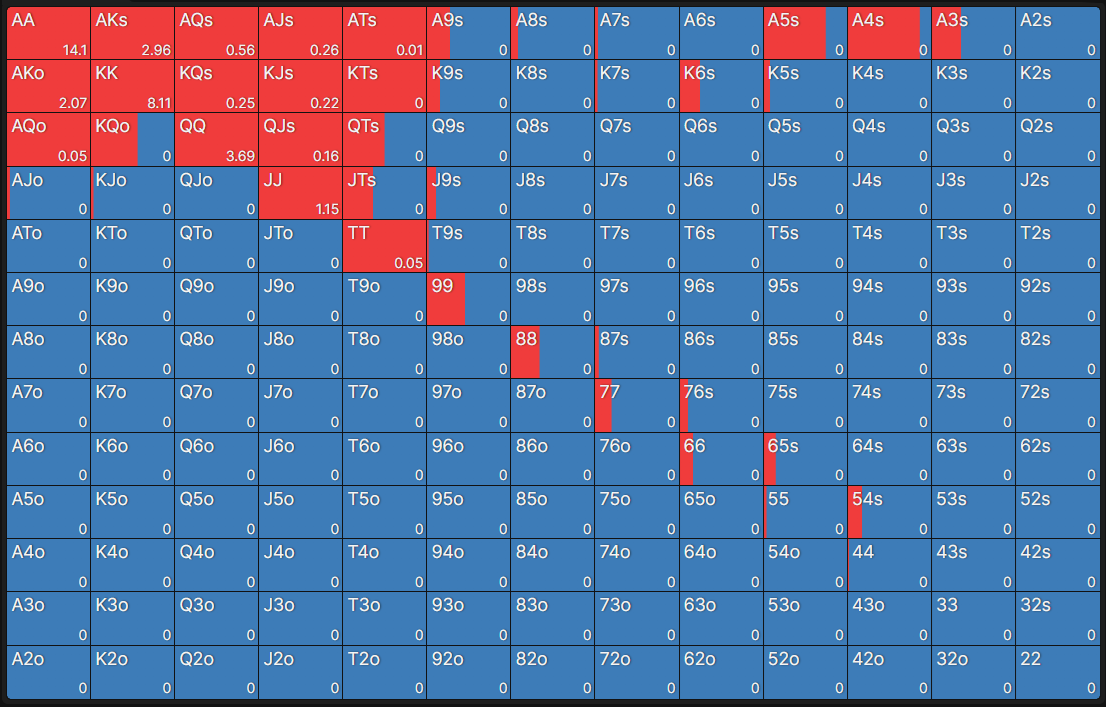 AA AKs AQs AJs ATs A9s A8s A7s A6s A5s A4s A3s A2s
14.1 2.96 0.56 0.26 0.01 0 0 0 0 0 0 0 0
AKo KK KQs KJs KTs K9s K8s K7s K6s K5s K4s K3s K2s
2.07 8.11 0.25 0.22 0 0 0 0 0 0 0 0 0
AQo KQo QQ QJs QTs Q9s Q8s Q7s Q6s Q5s Q4s Q3s Q2s
0.05 0 3.69 0.16 0 0 0 0 0 0 0 0 0
AJo KJo QJo JJ JTs J9s J8s J7s J6s J5s J4s J3s J2s
0 0 0 1.15 0 0 0 0 0 0 0 0 0
ATo KTo QTo JTo TT T9s T8s T7s T6s T5s T4s T3s T2s
0 0 0 0 0.05 0 0 0 0 0 0 0 0
A9o K9o Q9o J9o T9o 99 98s 97s 96s 95s 94s 93s 92s
0 0 0 0 0 0 0 0 0 0 0 0 0
A8o K8o Q8o J8o T8o 98o 88 87s 86s 85s 84s 83s 82s
0 0 0 0 0 0 0 0 0 0 0 0 0
A7o K7o Q7o J7o T7o 97o 87o 77 76s 75s 74s 73s 72s
0 0 0 0 0 0 0 0 0 0 0 0 0
A6o K6o Q6o J6o T6o 96o 86o 76o 66 65s 64s 63s 62s
0 0 0 0 0 0 0 0 0 0 0 0 0
A5o K5o Q5o J5o T5o 95o 85o 75o 65o 55 54s 53s 52s
0 0 0 0 0 0 0 0 0 0 0 0 0
A4o K4o Q4o J4o T4o 94o 84o 74o 64o 54o 44 43s 42s
0 0 0 0 0 0 0 0 0 0 0 0 0
A3o K3o Q3o J3o T3o 93o 83o 73o 63o 53o 43o 33 32s
0 0 0 0 0 0 0 0 0 0 0 0 0
A2o K2o Q2o J2o T2o 92o 82o 72o 62o 52o 42o 32o 22
0 0 0 0 0 0 0 0 0 0 0 0 0